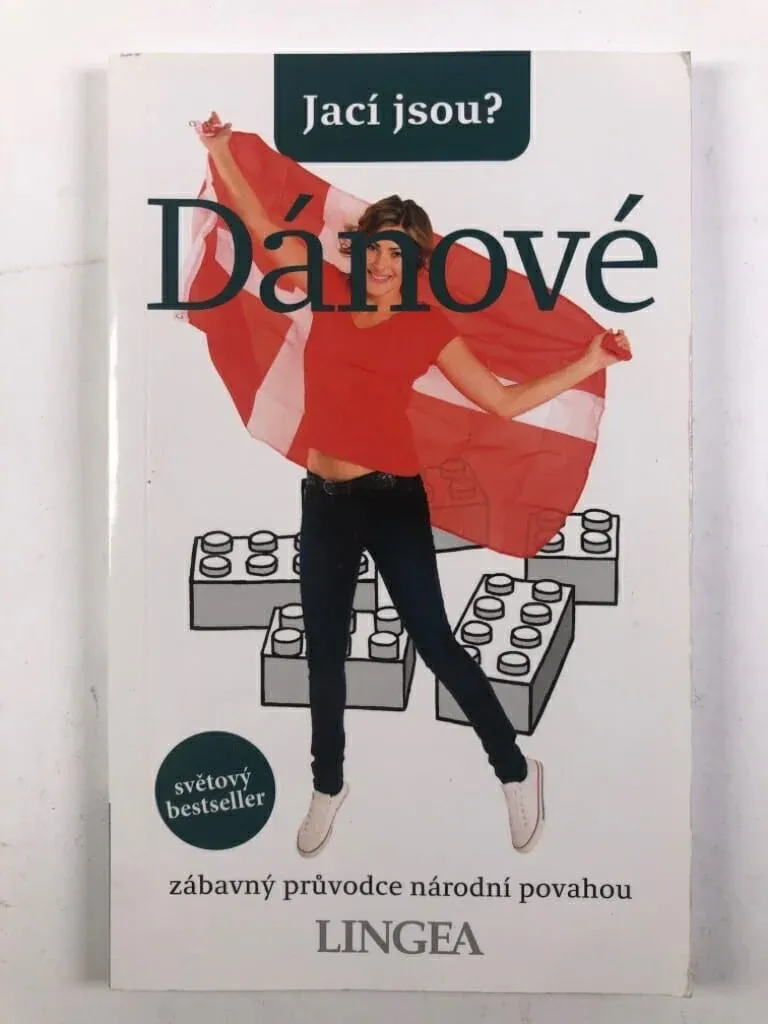 Jací jsou?
Dánové
světový
bestseller
zábavný průvodce národní povahou
LINGEA